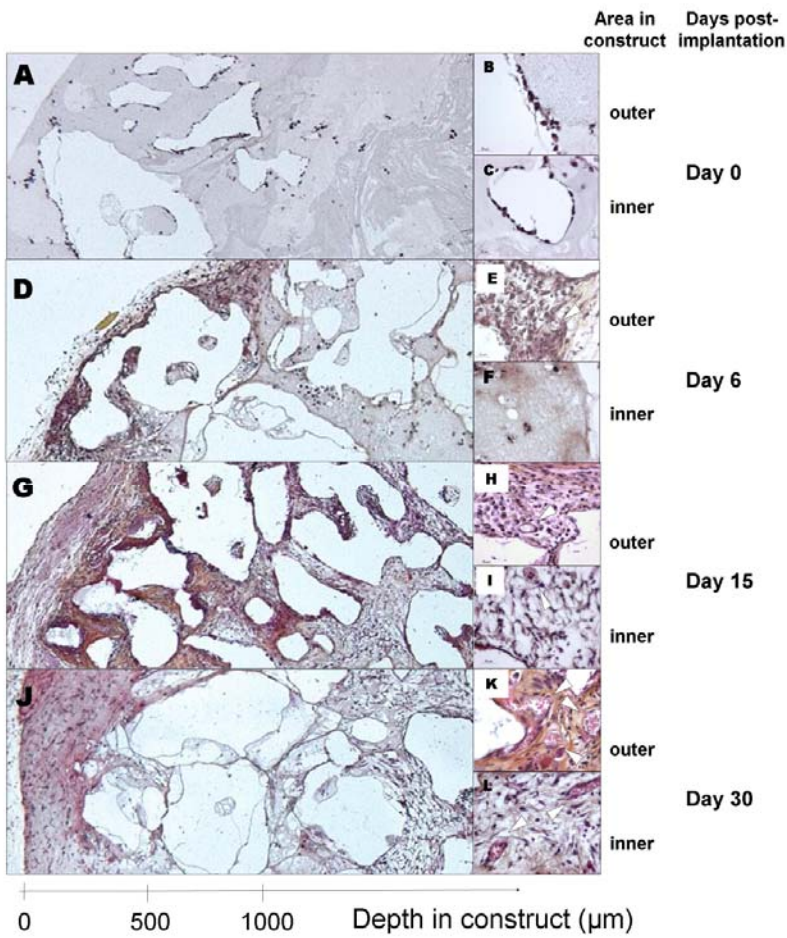 Area in construct
Days post-implantation
A
B
outer
C
Day 0
inner
D
E
outer
F
Day 6
inner
G
H
outer
I
Day 15
inner
J
K
outer
L
Day 30
inner
0
500
1000
Depth in construct (µm)